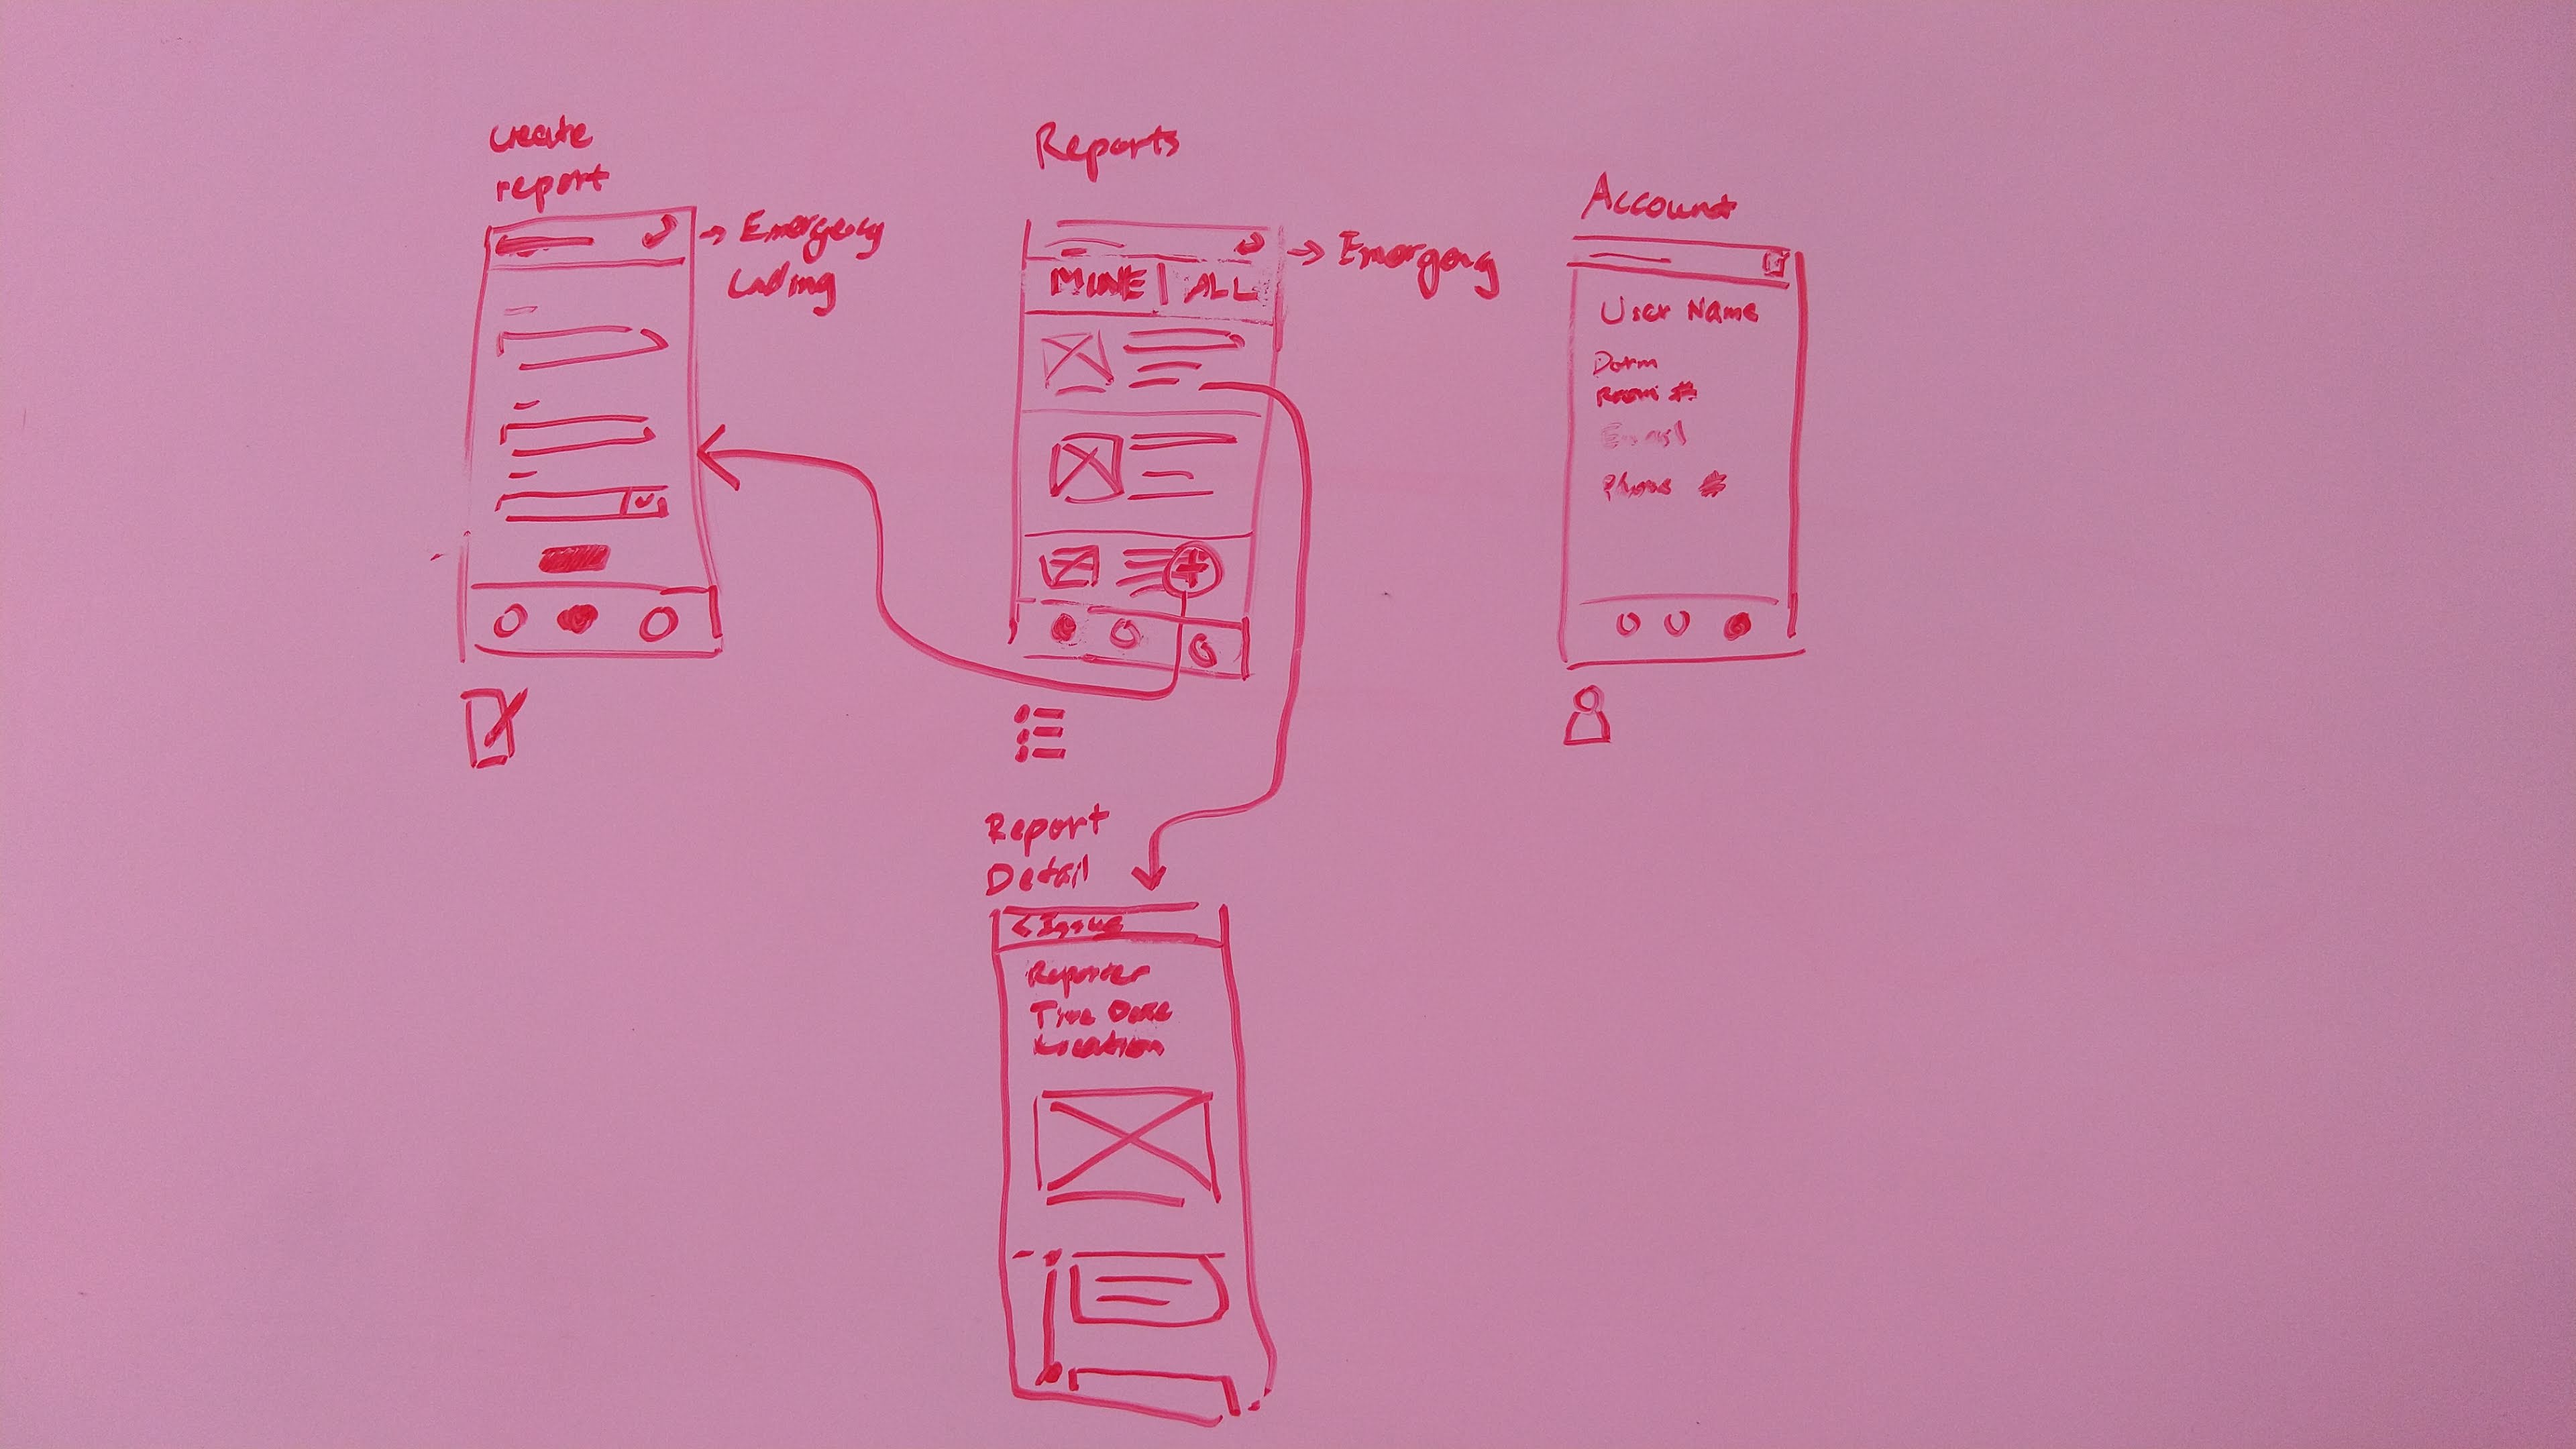 Create
report
→ Emergency
Reports
MINE | ALL
→ Emergency
Account
User Name
Dorm
Room #
Email
Phone #
Report
Detail
< Issue
Reporter
Time Date
Location